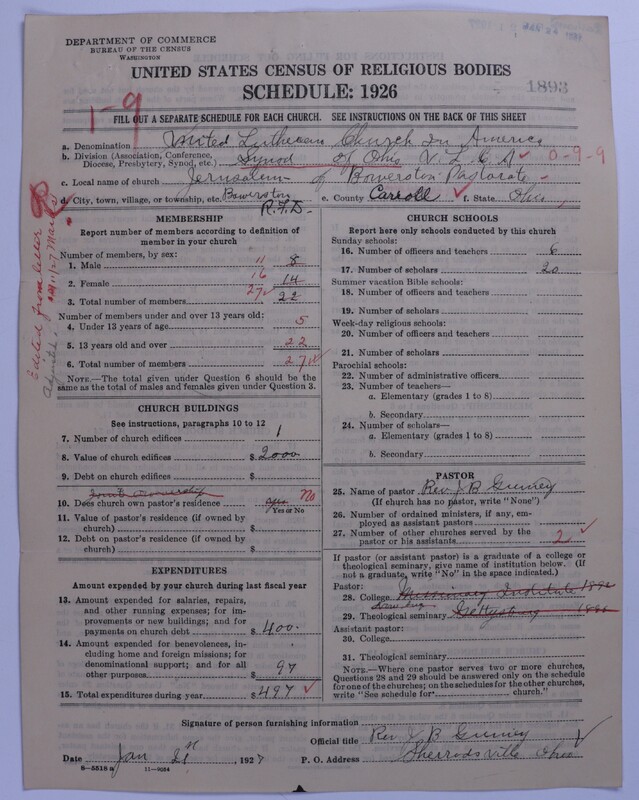 DEPARTMENT OF COMMERCE
BUREAU OF THE CENSUS
WASHINGTON
UNITED STATES CENSUS OF RELIGIOUS BODIES
SCHEDULE: 1926
1893
1-9
FILL OUT A SEPARATE SCHEDULE FOR EACH CHURCH. SEE INSTRUCTIONS ON THE BACK OF THIS SHEET
a. Denomination United Lutheran Church In America
b. Division (Association, Conference, Diocese, Presbytery, Synod, etc.) Synod of Ohio U.L.C.A 0-9-9
c. Local name of church Jerusalem of Bowerston Pastorate
d. City, town, village, or township, etc. Bowerston R.F.D. e. County Carroll f. State Ohio
Edited from letter
MEMBERSHIP
Report number of members according to definition of member in your church
Number of members, by sex:
1. Male 11 8
2. Female 16 14
3. Total number of members 27 22
Number of members under and over 13 years old:
4. Under 13 years of age 5
5. 13 years old and over 22
6. Total number of members 27
NOTE.—The total given under Question 6 should be the same as the total of males and females given under Question 3.
CHURCH BUILDINGS
See instructions, paragraphs 10 to 12
7. Number of church edifices 1
8. Value of church edifices $ 2000
9. Debt on church edifices $
10. Does church own pastor's residence yes No
Yes or No
11. Value of pastor's residence (if owned by church) $
12. Debt on pastor's residence (if owned by church) $
EXPENDITURES
Amount expended by your church during last fiscal year
13. Amount expended for salaries, repairs, and other running expenses; for improvements or new buildings; and for payments on church debt $ 400.
14. Amount expended for benevolences, including home and foreign missions; for denominational support; and for all other purposes $ 97
15. Total expenditures during year $ 497
CHURCH SCHOOLS
Report here only schools conducted by this church
Sunday schools:
16. Number of officers and teachers 6
17. Number of scholars 20
Summer vacation Bible schools:
18. Number of officers and teachers
19. Number of scholars
Week-day religious schools:
20. Number of officers and teachers
21. Number of scholars
Parochial schools:
22. Number of administrative officers
23. Number of teachers—
a. Elementary (grades 1 to 8)
b. Secondary
24. Number of scholars—
a. Elementary (grades 1 to 8)
b. Secondary
PASTOR
25. Name of pastor Rev J B Gurney
(If church has no pastor, write "None")
26. Number of ordained ministers, if any, employed as assistant pastors
27. Number of other churches served by the pastor or his assistants 2
If pastor (or assistant pastor) is a graduate of a college or theological seminary, give name of institution below. (If not a graduate, write "No" in the space indicated.)
Pastor:
28. College Missionary Institute
29. Theological seminary Gettysburg
Assistant pastor:
30. College
31. Theological seminary
NOTE.—Where one pastor serves two or more churches, Questions 28 and 29 should be answered only on the schedule for one of the churches; on the schedules for the other churches, write "See schedule for church."
Signature of person furnishing information
Official title Rev J B Gurney
Date Jan 21st 1927 P. O. Address Sherrodsville Ohio
8-5518 a 11-9084